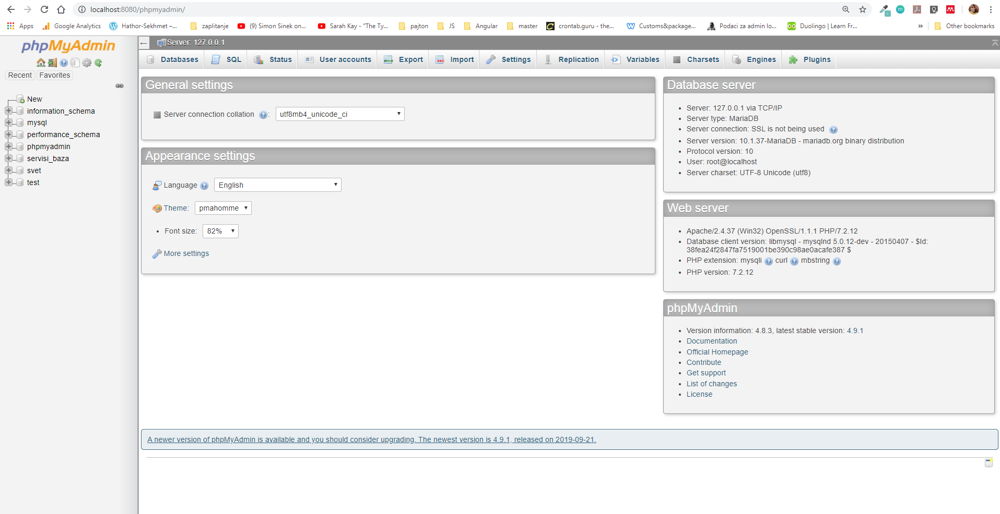 localhost:8080/phpmyadmin/
Apps
Google Analytics
Hathor-Sekhmet –...
zaplitanje
(9) Simon Sinek on...
Sarah Kay - "The Ty...
pajton
JS
Angular
master
crontab.guru - the...
Customs&package...
Podaci za admin lo...
Duolingo | Learn Fr...
»
Other bookmarks
phpMyAdmin
Recent
Favorites
New
information_schema
mysql
performance_schema
phpmyadmin
servisi_baza
svet
test
Server: 127.0.0.1
Databases
SQL
Status
User accounts
Export
Import
Settings
Replication
Variables
Charsets
Engines
Plugins
General settings
Server connection collation :
utf8mb4_unicode_ci
Appearance settings
Language
English
Theme:
pmahomme
• Font size:
82%
More settings
Database server
• Server: 127.0.0.1 via TCP/IP
• Server type: MariaDB
• Server connection: SSL is not being used
• Server version: 10.1.37-MariaDB - mariadb.org binary distribution
• Protocol version: 10
• User: root@localhost
• Server charset: UTF-8 Unicode (utf8)
Web server
• Apache/2.4.37 (Win32) OpenSSL/1.1.1 PHP/7.2.12
• Database client version: libmysql - mysqlnd 5.0.12-dev - 20150407 - $Id:
38fea24f2847fa7519001be390c98ae0acafe387 $
• PHP extension: mysqli curl mbstring
• PHP version: 7.2.12
phpMyAdmin
• Version information: 4.8.3, latest stable version: 4.9.1
• Documentation
• Official Homepage
• Contribute
• Get support
• List of changes
• License
A newer version of phpMyAdmin is available and you should consider upgrading. The newest version is 4.9.1, released on 2019-09-21.